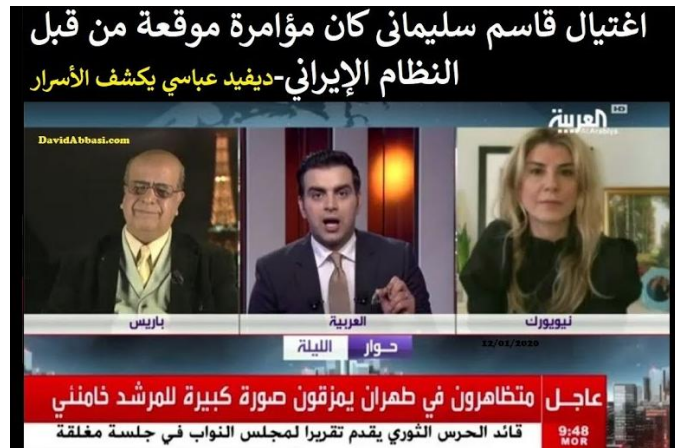 اغتيال قاسم سليمانى كان مؤامرة موقعة من قبل
النظام الإيراني-ديفيد عباسي يكشف الأسرار
العربية HD
AlArabiya
DavidAbbasi.com
باريس
العربية
نيويورك
حوار الليلة
12/01/2020
عاجل
متظاهرون في طهران يمزقون صورة كبيرة للمرشد خامنئي
9:48
MOR
قائد الحرس الثوري يقدم تقريرا لمجلس النواب في جلسة مغلقة